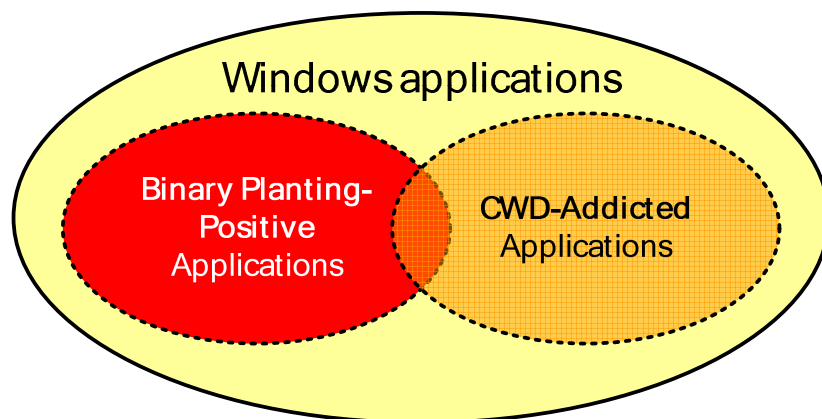 Windows applications
Binary Planting-
Positive
Applications
CWD-Addicted
Applications